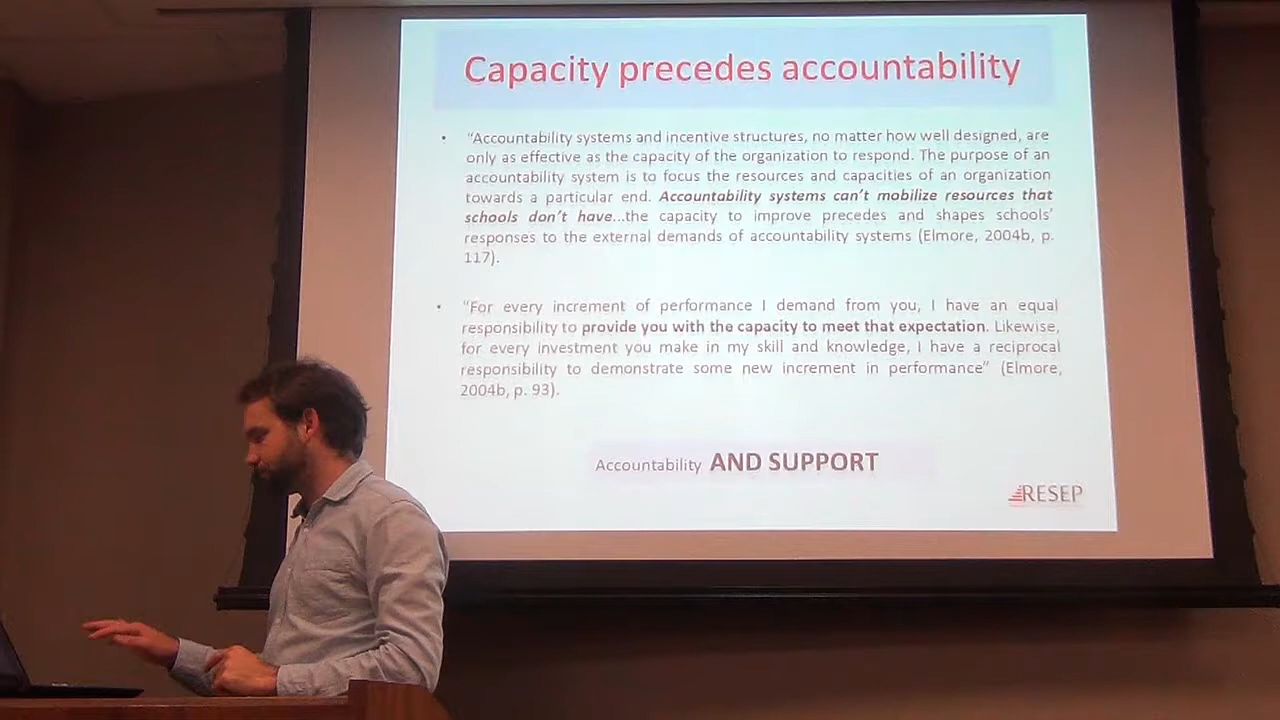 Capacity precedes accountability
• "Accountability systems and incentive structures, no matter how well designed, are
only as effective as the capacity of the organization to respond. The purpose of an
accountability system is to focus the resources and capacities of an organization
towards a particular end. Accountability systems can't mobilize resources that
schools don't have...the capacity to improve precedes and shapes schools'
responses to the external demands of accountability systems (Elmore, 2004b, p.
117).
• "For every increment of performance I demand from you, I have an equal
responsibility to provide you with the capacity to meet that expectation. Likewise,
for every investment you make in my skill and knowledge, I have a reciprocal
responsibility to demonstrate some new increment in performance" (Elmore,
2004b, p. 93).
Accountability AND SUPPORT
RESEP